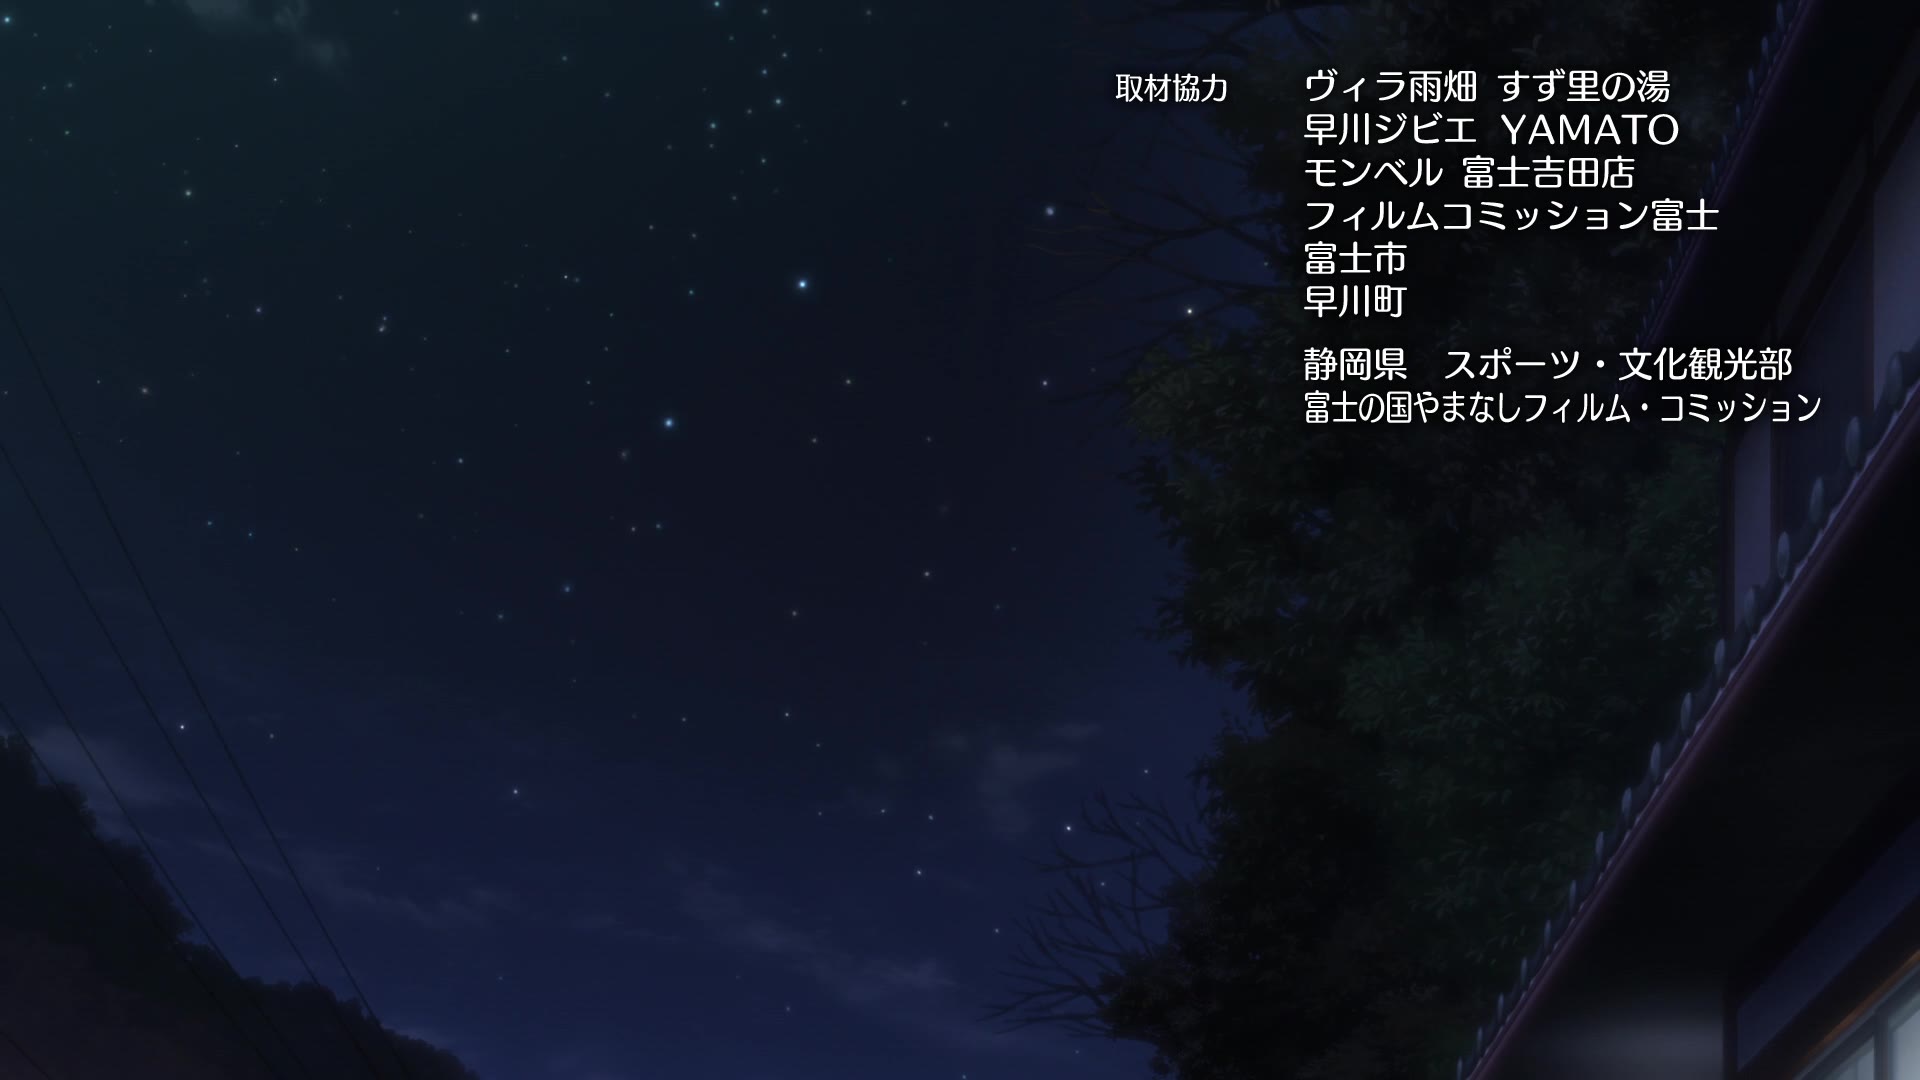 取材協力 ヴィラ雨畑 すず里の湯
早川ジビエ YAMATO
モンベル 富士吉田店
フィルムコミッション富士
富士市
早川町
静岡県　スポーツ・文化観光部
富士の国やまなしフィルム・コミッション